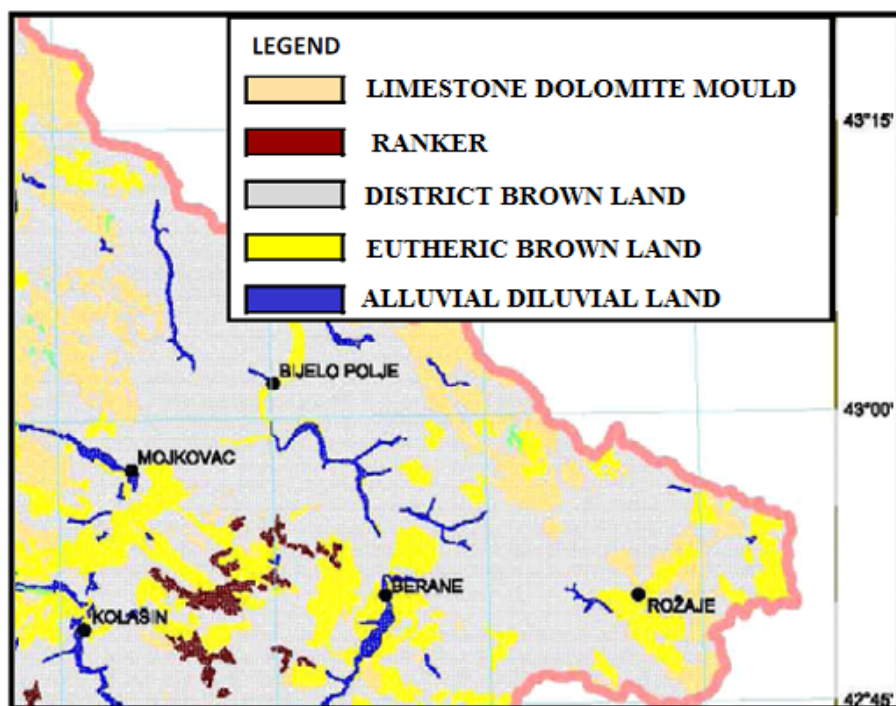 LEGEND
LIMESTONE DOLOMITE MOULD
RANKER
DISTRICT BROWN LAND
EUTHERIC BROWN LAND
ALLUVIAL DILUVIAL LAND
43°15'
BIJELO POLJE
43°00'
MOJKOVAC
BERANE
ROŽAJE
KOLAŠIN
42°45'